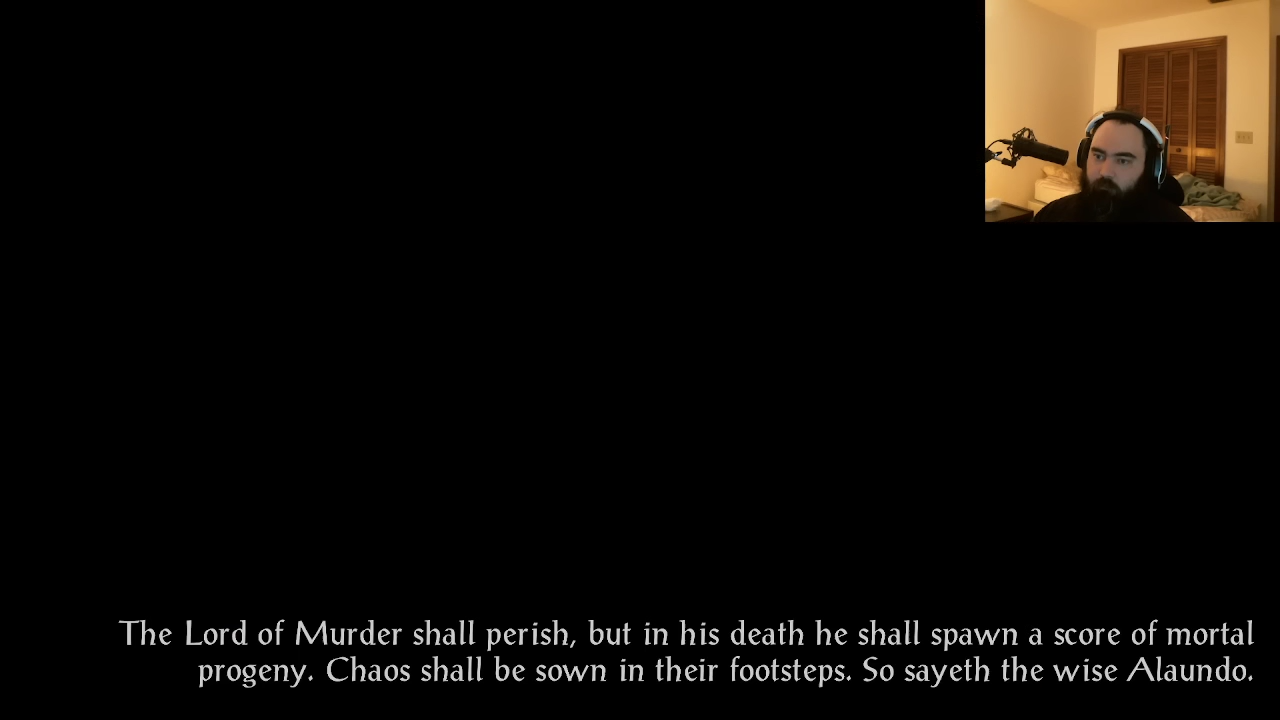 The Lord of Murder shall perish, but in his death he shall spawn a score of mortal
progeny. Chaos shall be sown in their footsteps. So sayeth the wise Alaundo.